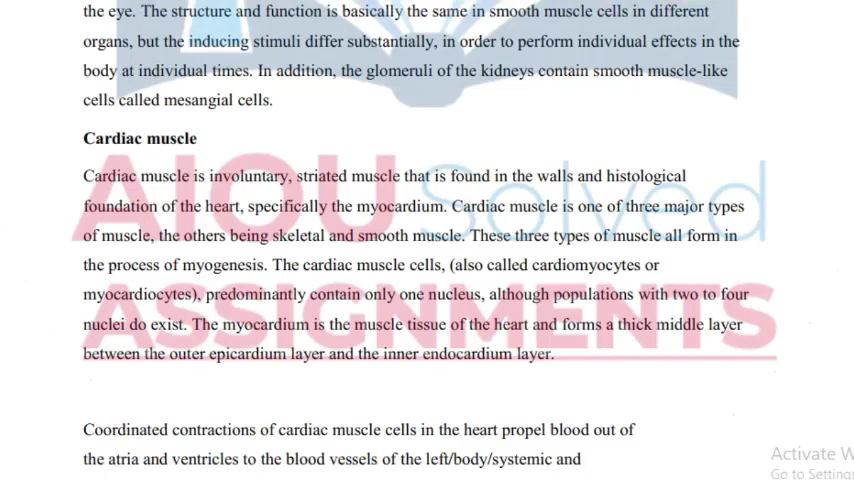 the eye. The structure and function is basically the same in smooth muscle cells in different
organs, but the inducing stimuli differ substantially, in order to perform individual effects in the
body at individual times. In addition, the glomeruli of the kidneys contain smooth muscle-like
cells called mesangial cells.
Cardiac muscle
AIOU Solved
Cardiac muscle is involuntary, striated muscle that is found in the walls and histological
foundation of the heart, specifically the myocardium. Cardiac muscle is one of three major types
of muscle, the others being skeletal and smooth muscle. These three types of muscle all form in
the process of myogenesis. The cardiac muscle cells, (also called cardiomyocytes or
ASSIGNMENTS
myocardiocytes), predominantly contain only one nucleus, although populations with two to four
nuclei do exist. The myocardium is the muscle tissue of the heart and forms a thick middle layer
between the outer epicardium layer and the inner endocardium layer.
Coordinated contractions of cardiac muscle cells in the heart propel blood out of
the atria and ventricles to the blood vessels of the left/body/systemic and
Activate W
Go to Settings